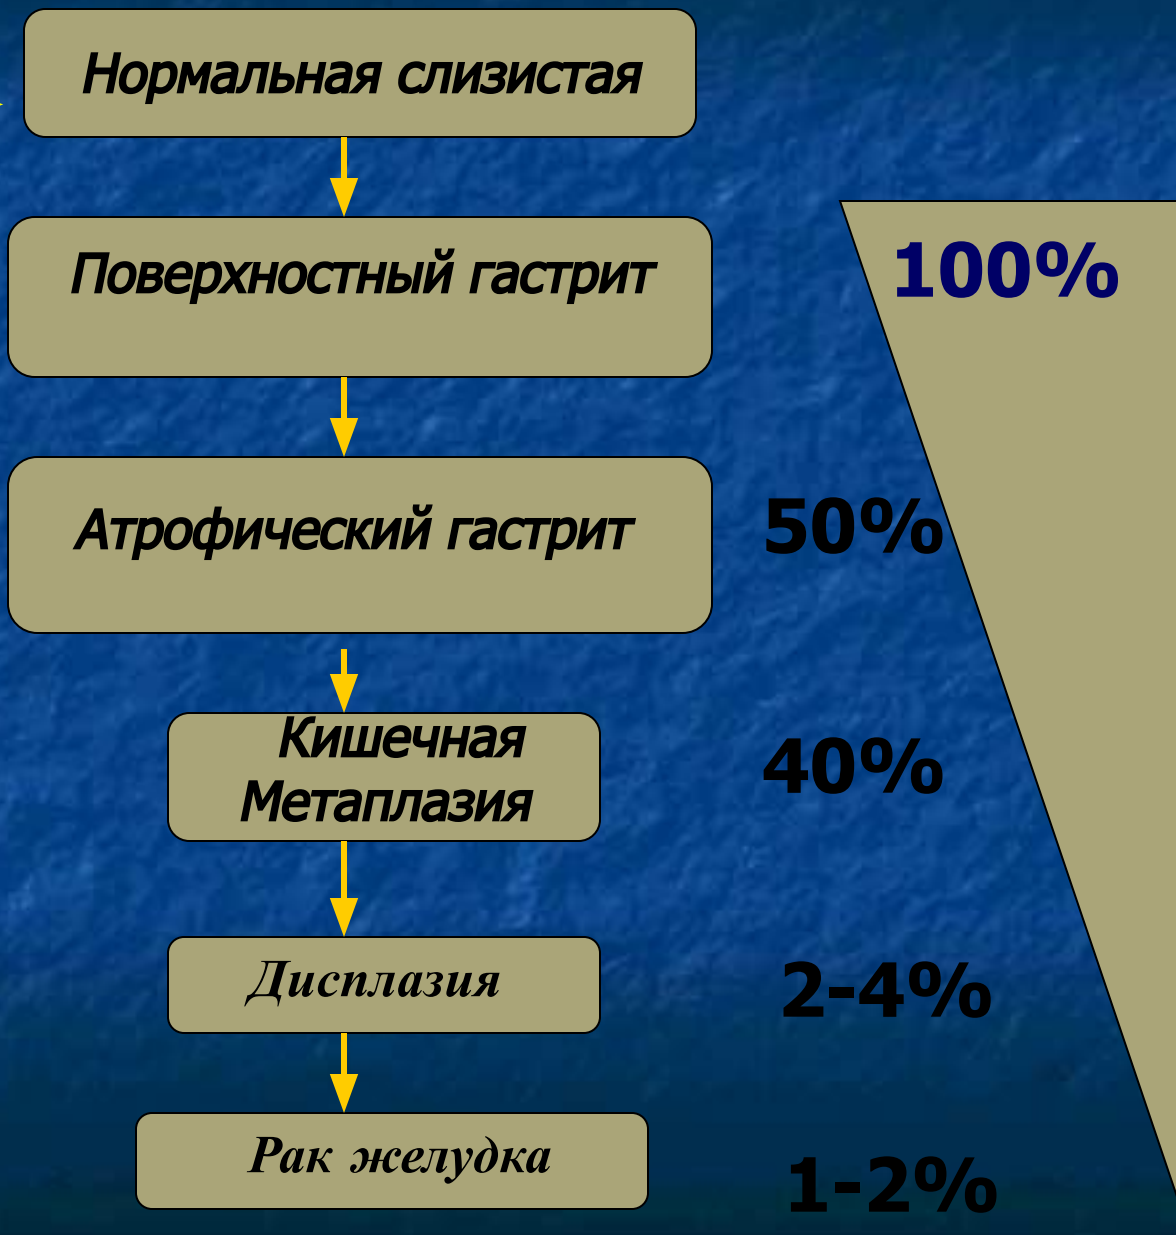 Нормальная слизистая
Поверхностный гастрит
100%
Атрофический гастрит
50%
Кишечная
Метаплазия
40%
Дисплазия
2-4%
Рак желудка
1-2%